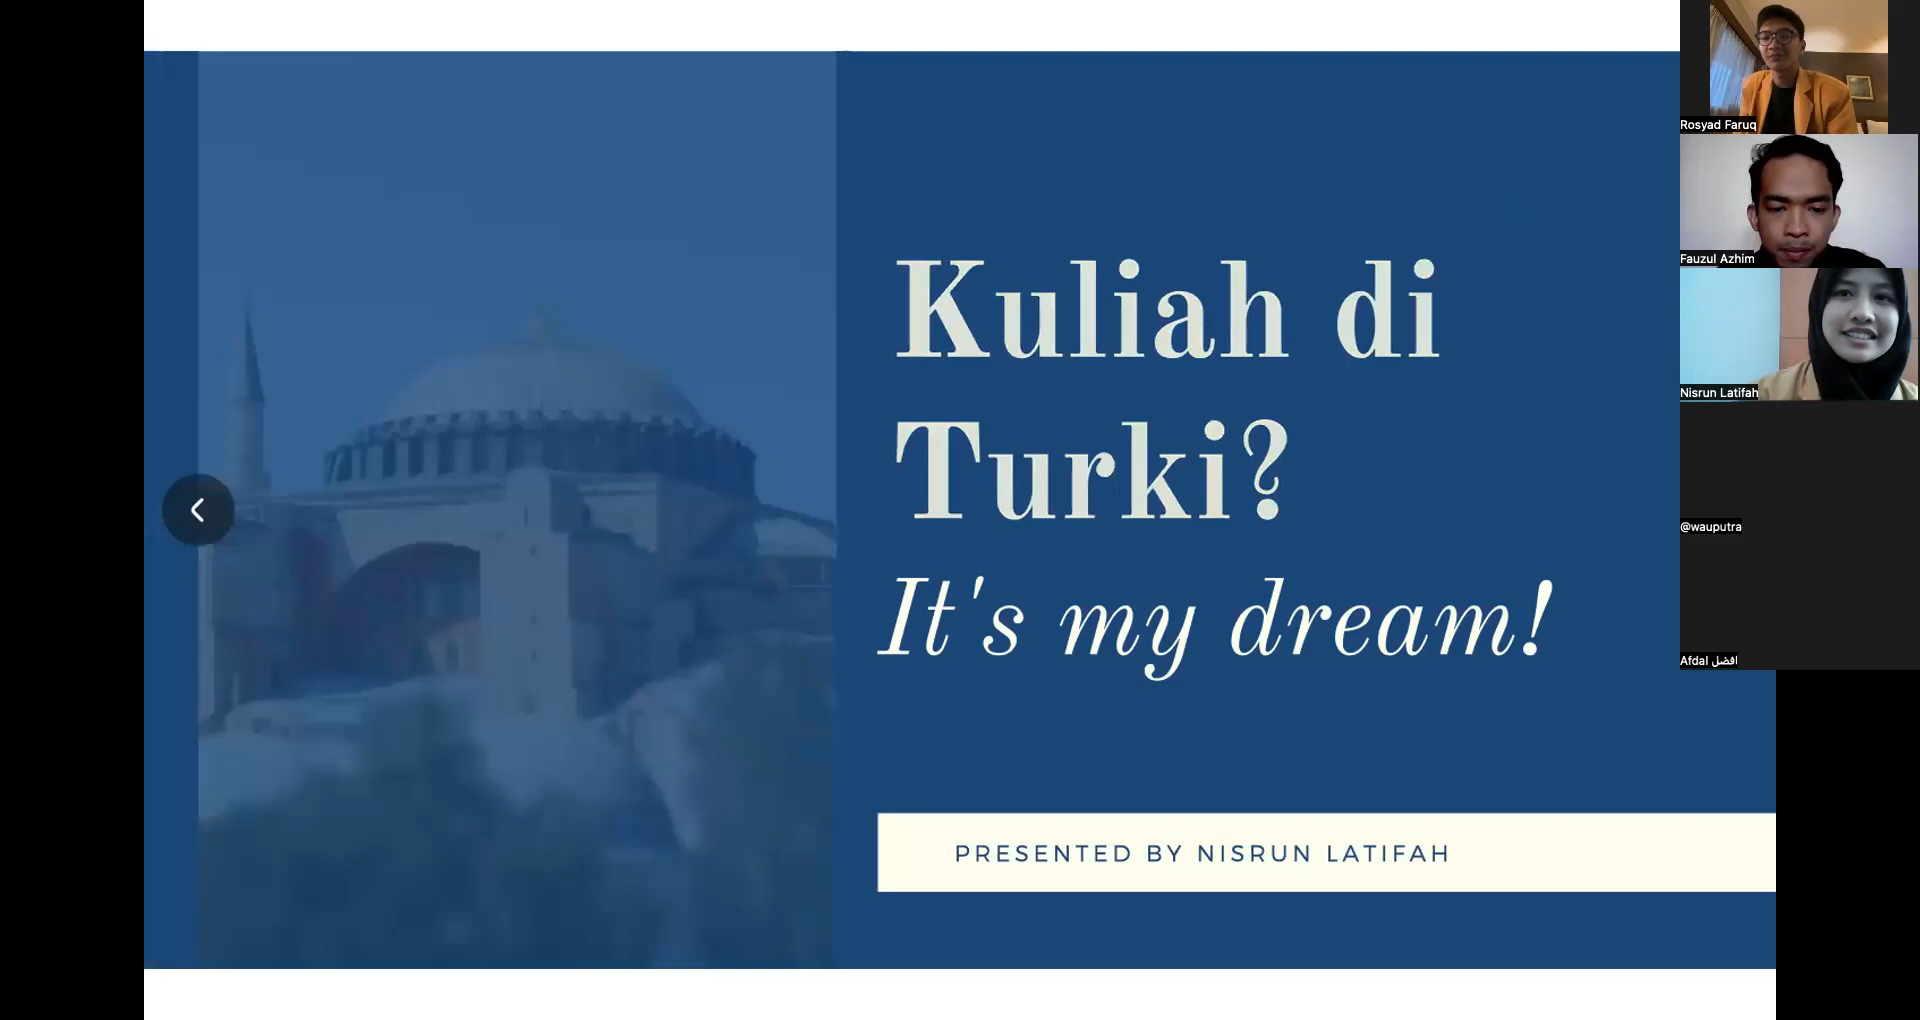 Kuliah di
Turki?
It's my dream!
PRESENTED BY NISRUN LATIFAH
Rosyad Faruq
Fauzul Azhim
Nisrun Latifah
@wauputra
Afdal افضل